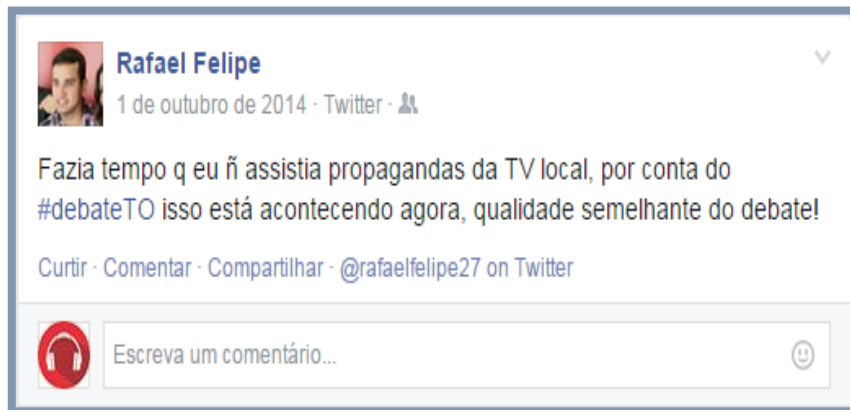 Rafael Felipe
1 de outubro de 2014 · Twitter ·
Fazia tempo q eu ñ assistia propagandas da TV local, por conta do
#debateTO isso está acontecendo agora, qualidade semelhante do debate!
Curtir · Comentar · Compartilhar · @rafaelfelipe27 on Twitter
Escreva um comentário...